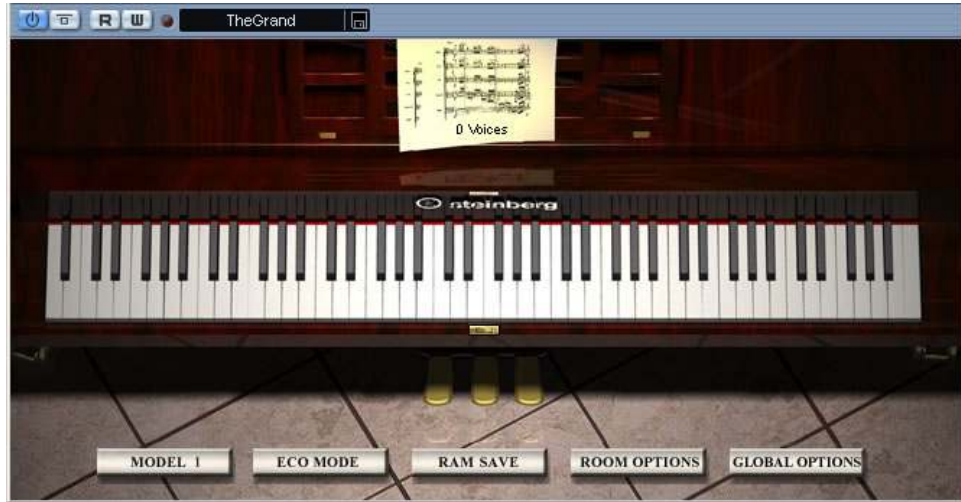 R W TheGrand
0 Voices
steinberg
MODEL 1 ECO MODE RAM SAVE ROOM OPTIONS GLOBAL OPTIONS